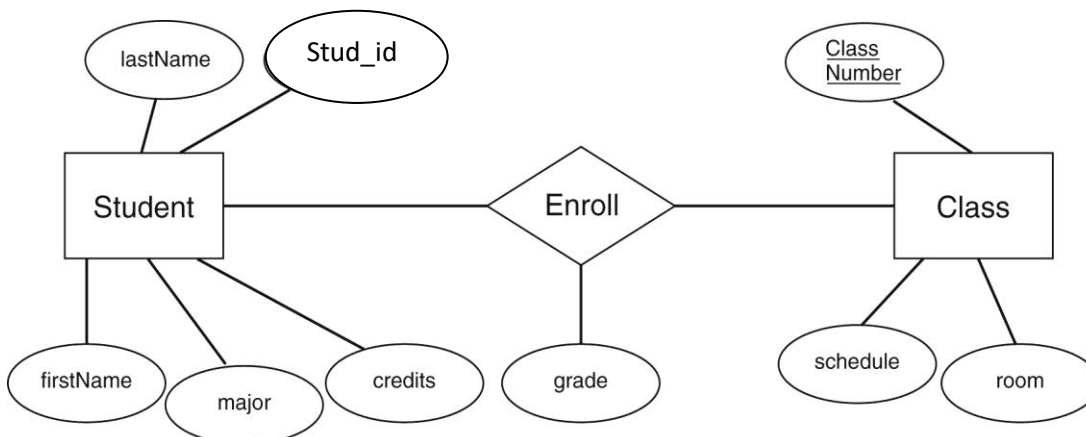 lastName
Stud_id
Class
Number
Student
Enroll
Class
firstName
major
credits
grade
schedule
room